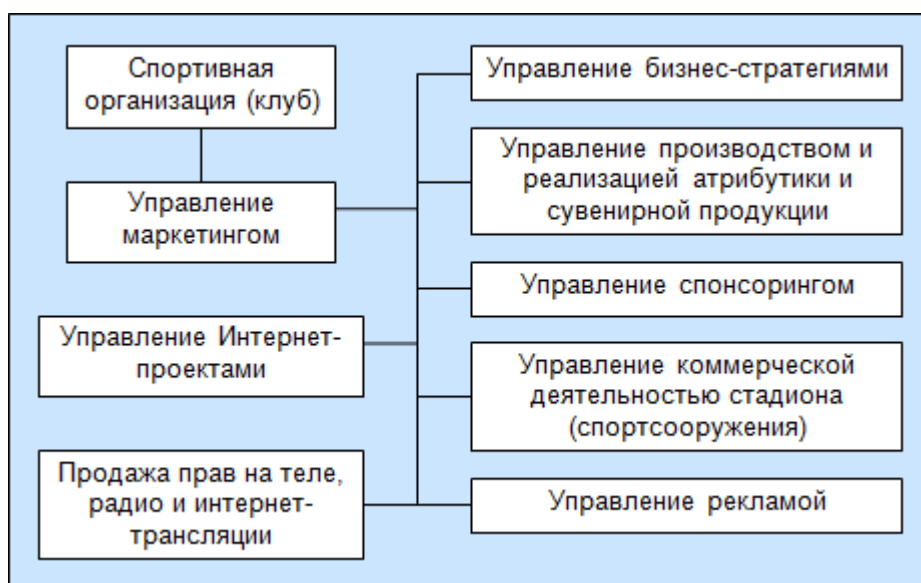 Спортивная
организация (клуб)
Управление
маркетингом
Управление Интернет-
проектами
Продажа прав на теле,
радио и интернет-
трансляции
Управление бизнес-стратегиями
Управление производством и
реализацией атрибутики и
сувенирной продукции
Управление спонсорингом
Управление коммерческой
деятельностью стадиона
(спортсооружения)
Управление рекламой